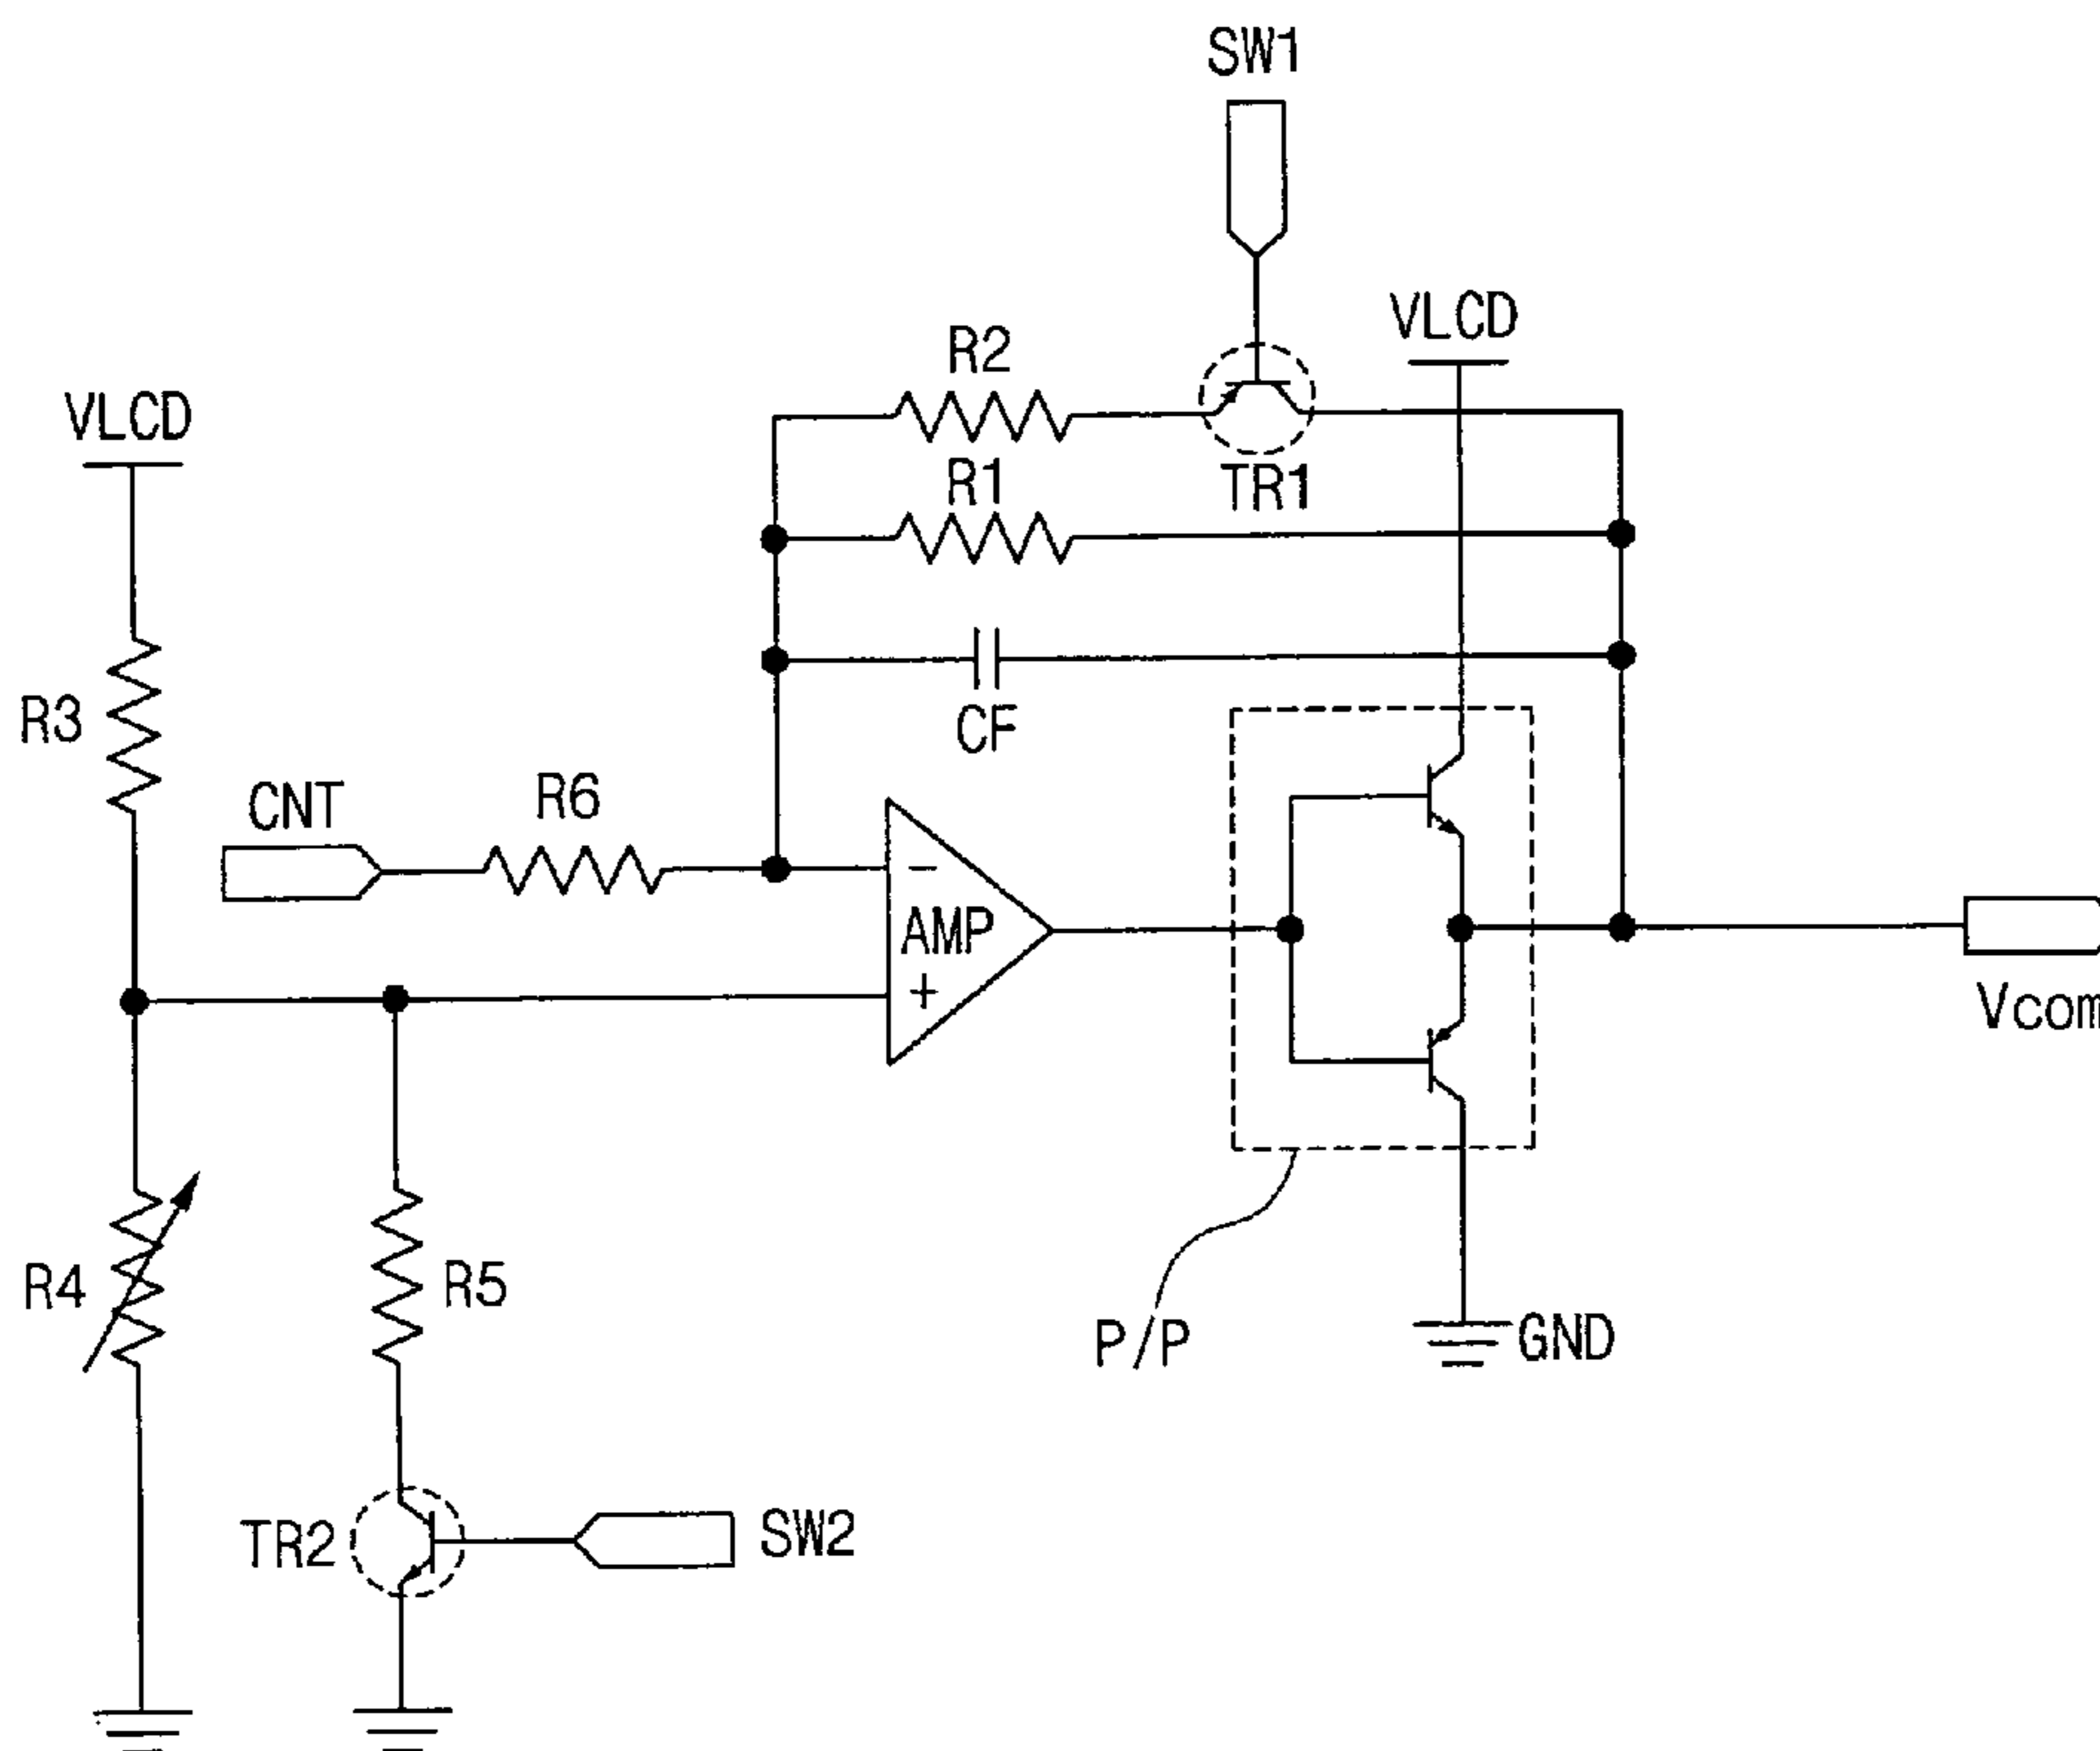 SW1
VLCD
R2
VLCD
R1
TR1
R3
CF
CNT
R6
-
AMP
+
Vcom
R4
R5
P/P
GND
TR2
SW2